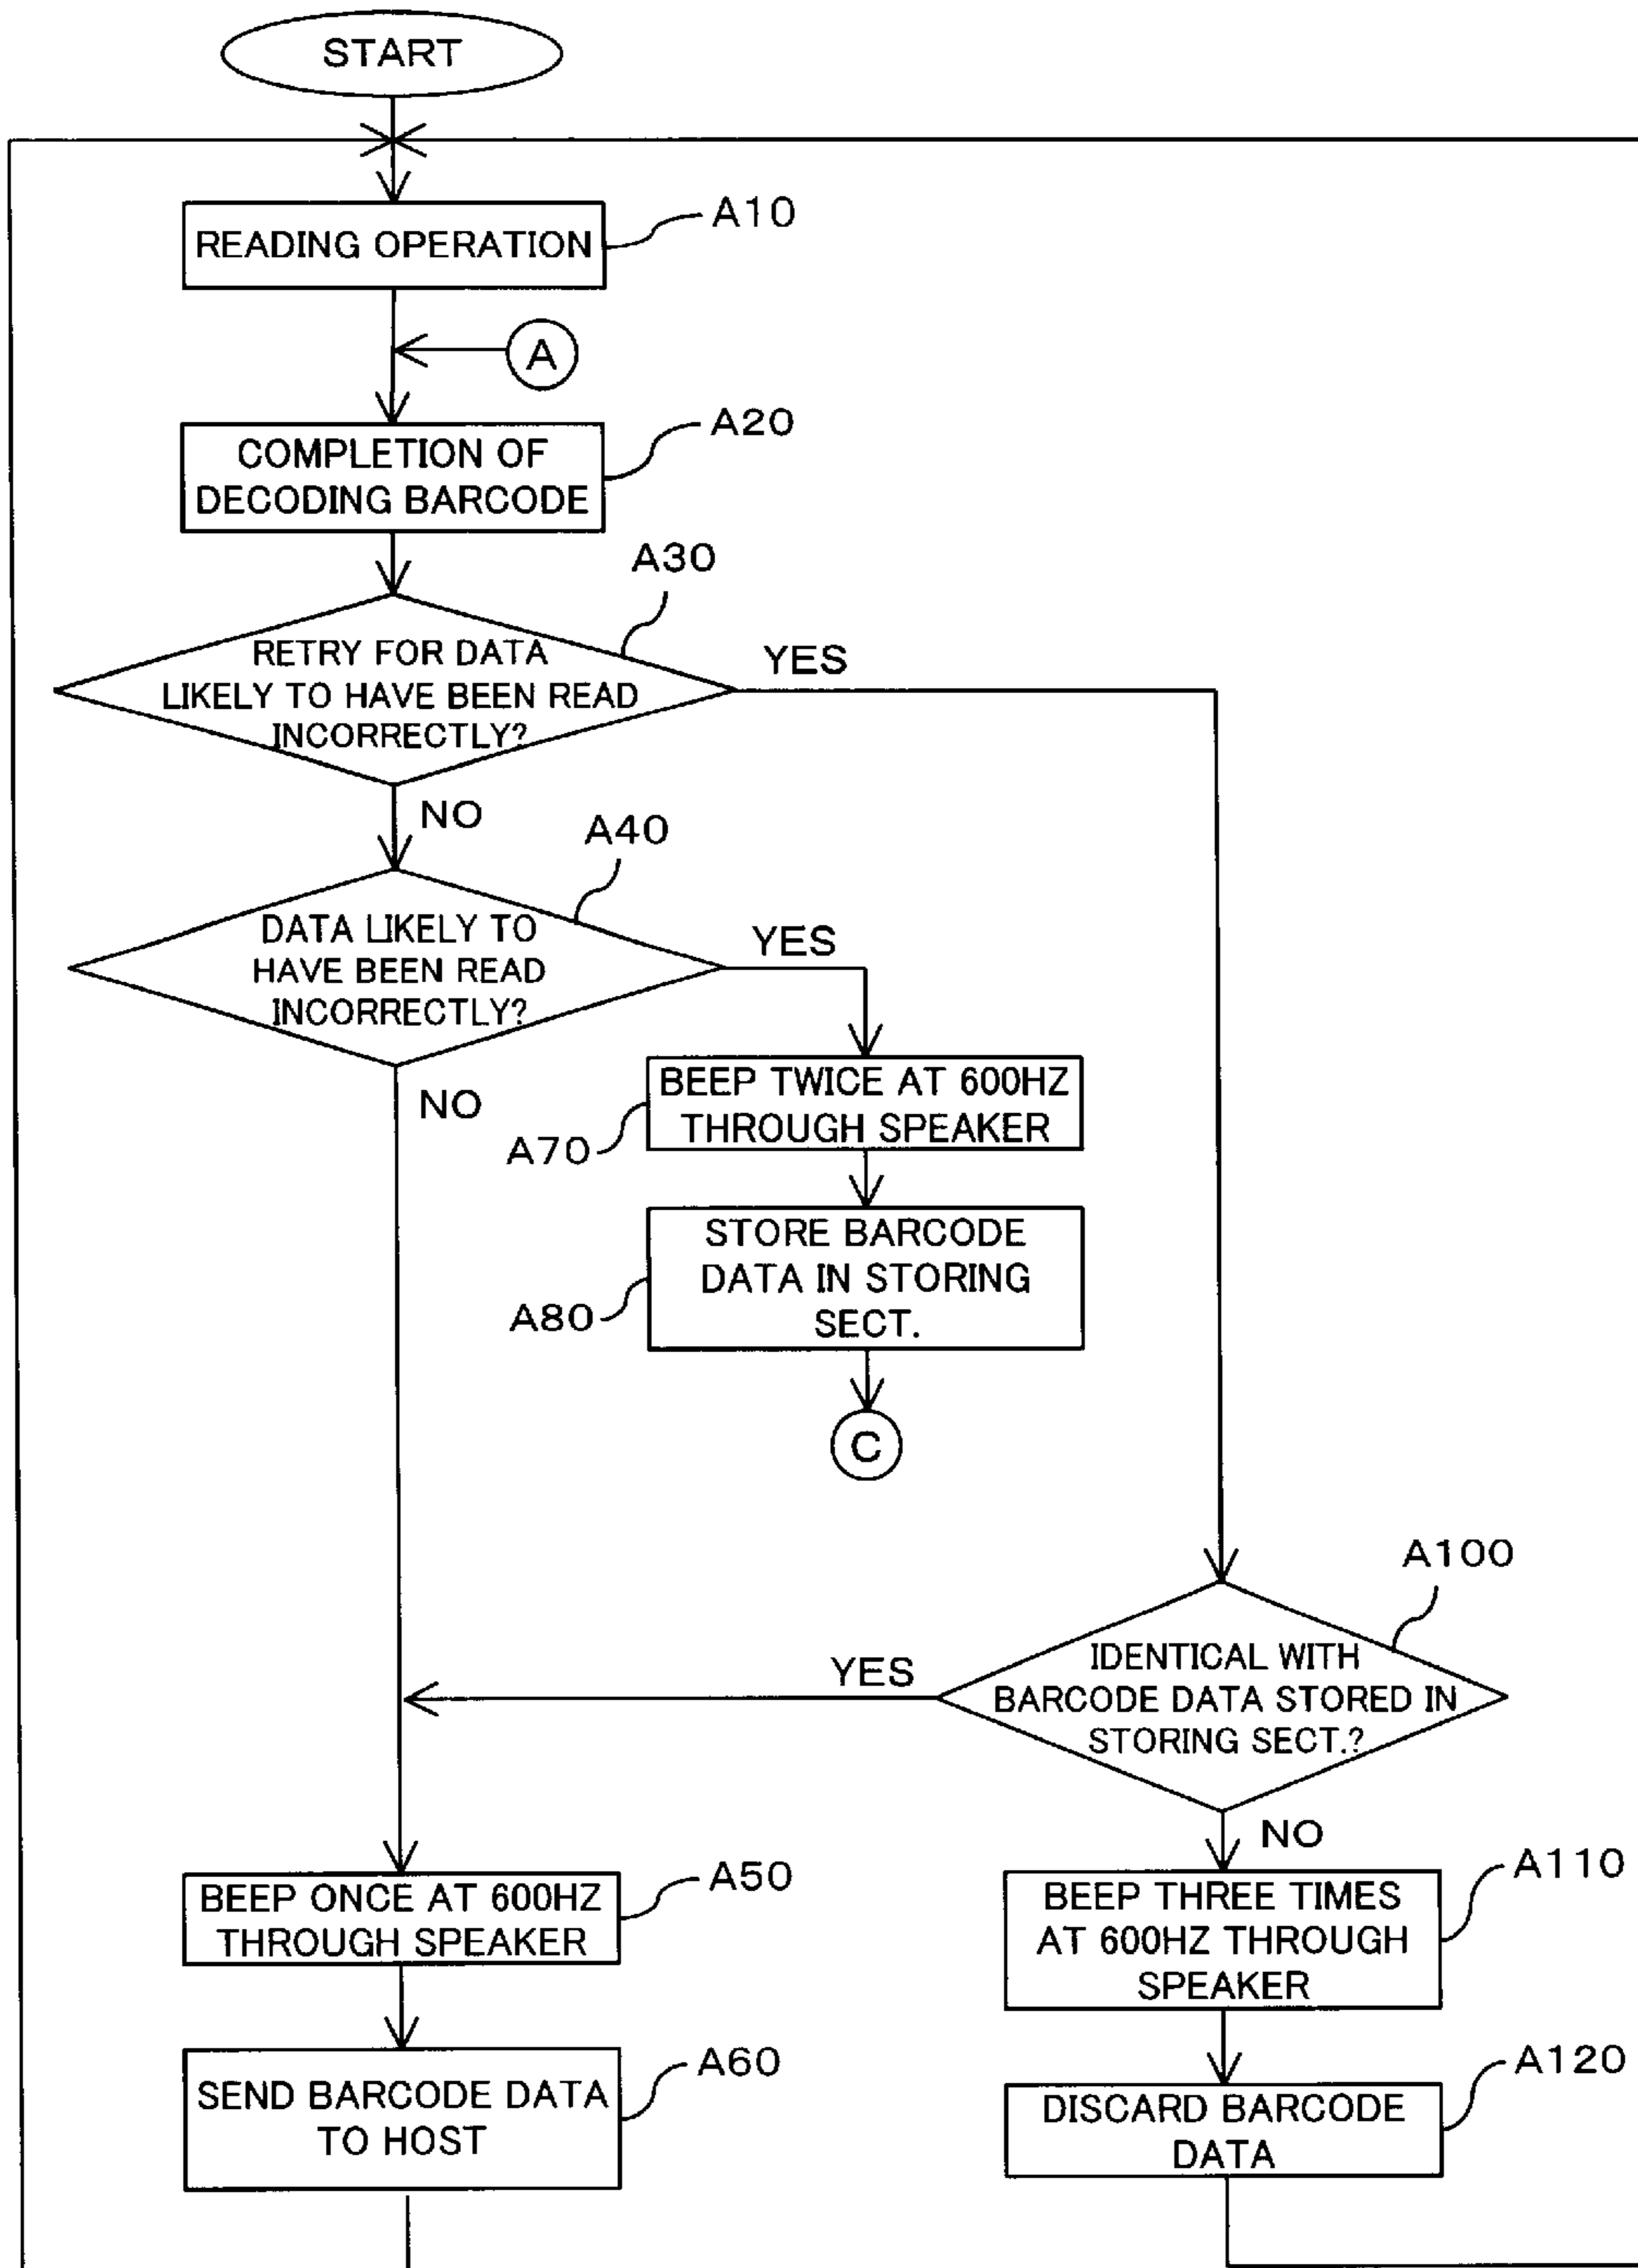 START
A10
READING OPERATION
A
A20
COMPLETION OF
DECODING BARCODE
A30
RETRY FOR DATA
LIKELY TO HAVE BEEN READ
INCORRECTLY?
YES
NO
A40
DATA LIKELY TO
HAVE BEEN READ
INCORRECTLY?
YES
NO
BEEP TWICE AT 600HZ
THROUGH SPEAKER
A70
STORE BARCODE
DATA IN STORING
SECT.
A80
C
A100
IDENTICAL WITH
BARCODE DATA STORED IN
STORING SECT.?
YES
NO
A50
BEEP ONCE AT 600HZ
THROUGH SPEAKER
A110
BEEP THREE TIMES
AT 600HZ THROUGH
SPEAKER
A60
SEND BARCODE DATA
TO HOST
A120
DISCARD BARCODE
DATA